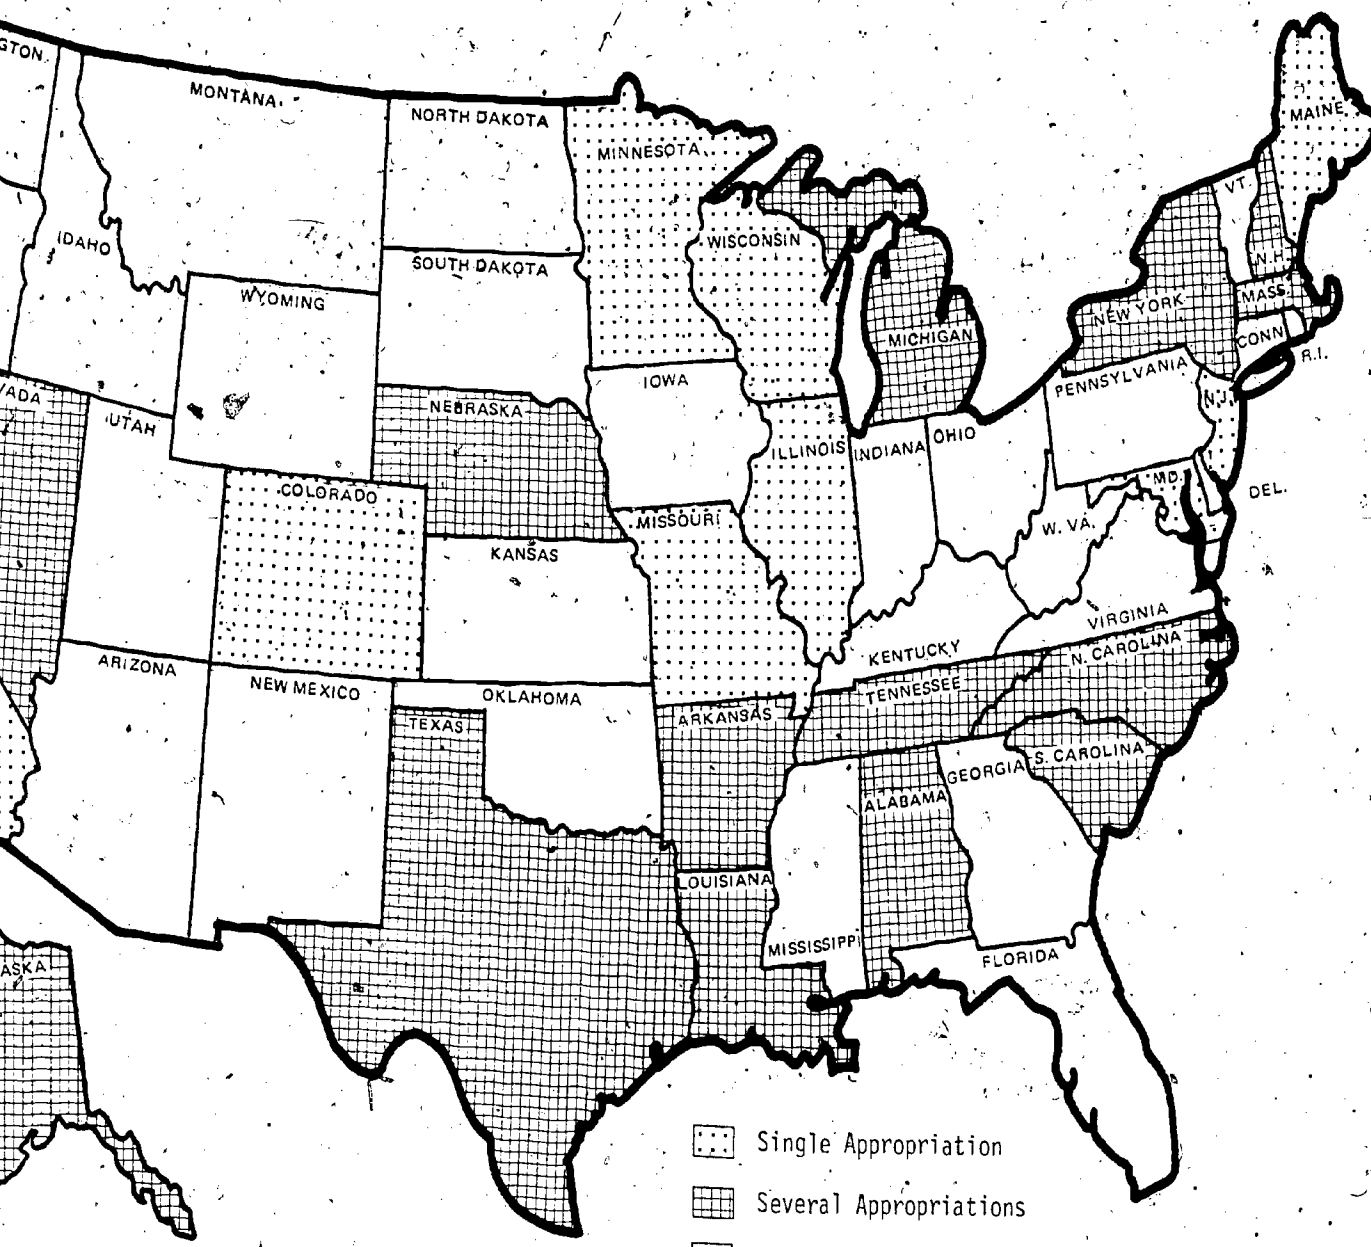 GTON
MONTANA
NORTH DAKOTA
MINNESOTA
MAINE
VT.
IDAHO
WISCONSIN
N.H.
SOUTH DAKOTA
WYOMING
MASS.
NEW YORK
MICHIGAN
CONN
R.I.
VADA
UTAH
NEBRASKA
IOWA
PENNSYLVANIA
N.J.
ILLINOIS
INDIANA
OHIO
COLORADO
MD.
DEL.
MISSOURI
W. VA.
KANSAS
VIRGINIA
KENTUCKY
N. CAROLINA
ARIZONA
NEW MEXICO
OKLAHOMA
TENNESSEE
TEXAS
ARKANSAS
GEORGIA
S. CAROLINA
ALABAMA
LOUISIANA
MISSISSIPPI
FLORIDA
ASKA
Single Appropriation
Several Appropriations